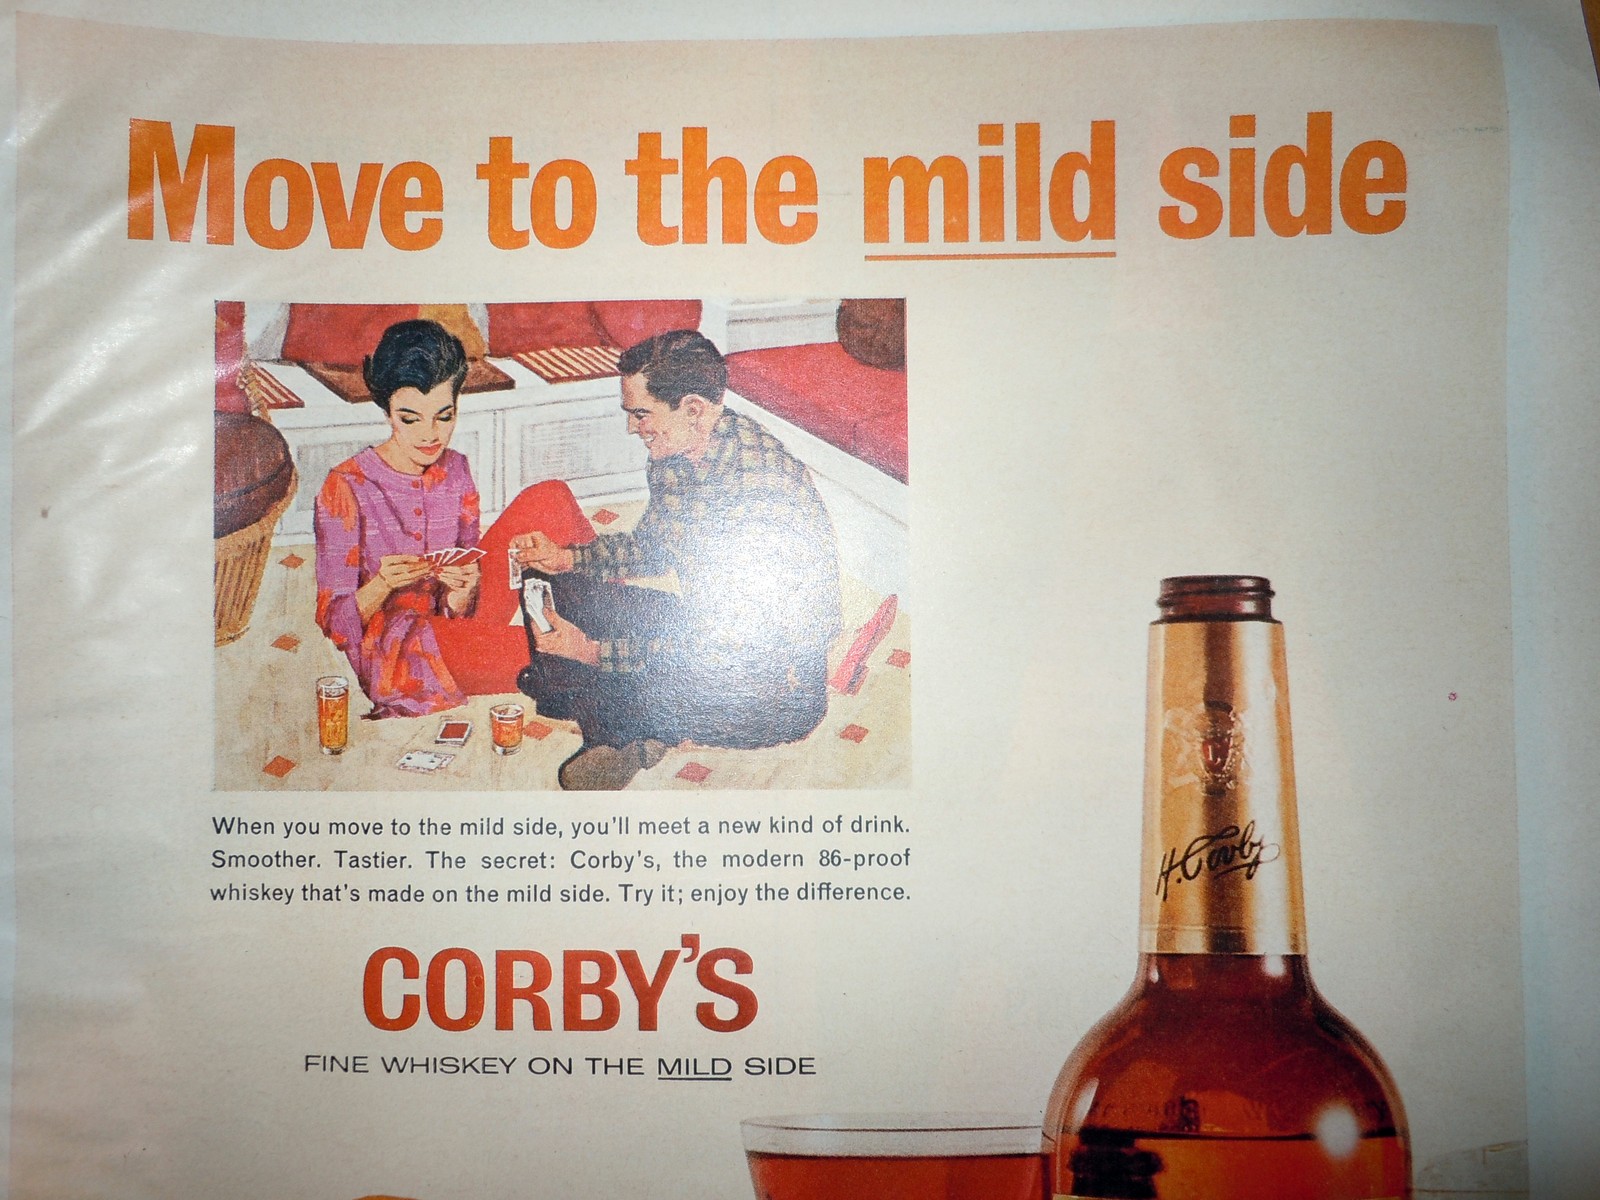 Move to the mild side
When you move to the mild side, you'll meet a new kind of drink.
Smoother. Tastier. The secret: Corby's, the modern 86-proof
whiskey that's made on the mild side. Try it; enjoy the difference.
CORBY'S
FINE WHISKEY ON THE MILD SIDE
H. Corby